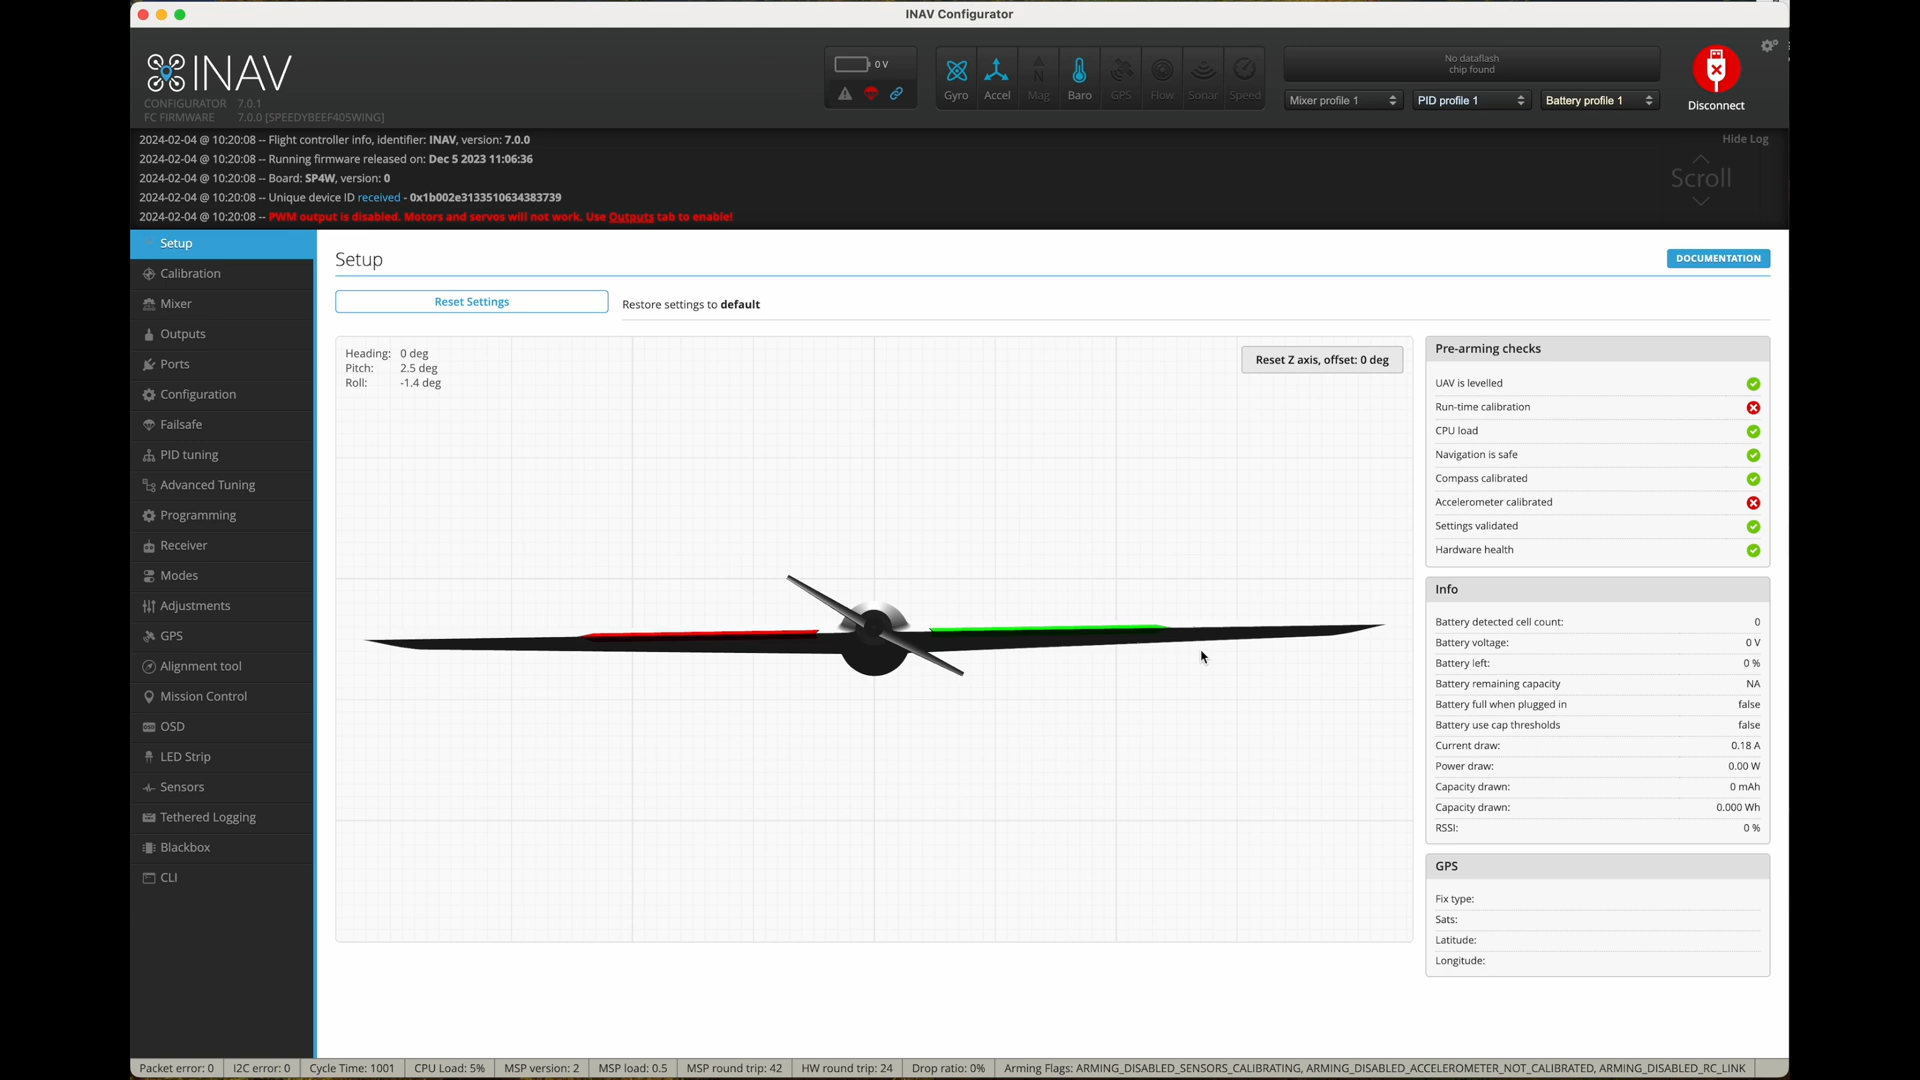 INAV Configurator
INAV
CONFIGURATOR 7.0.1
FC FIRMWARE 7.0.0 [SPEEDYBEEF405WING]
0 V
Gyro
Accel
Mag
Baro
GPS
Flow
Sonar
Speed
No dataflash
chip found
Mixer profile 1
PID profile 1
Battery profile 1
Disconnect
2024-02-04 @ 10:20:08 -- Flight controller info, identifier: INAV, version: 7.0.0
2024-02-04 @ 10:20:08 -- Running firmware released on: Dec 5 2023 11:06:36
2024-02-04 @ 10:20:08 -- Board: SP4W, version: 0
2024-02-04 @ 10:20:08 -- Unique device ID received - 0x1b002e3133510634383739
2024-02-04 @ 10:20:08 -- PWM output is disabled. Motors and servos will not work. Use Outputs tab to enable!
Hide Log
Scroll
Setup
Calibration
Mixer
Outputs
Ports
Configuration
Failsafe
PID tuning
Advanced Tuning
Programming
Receiver
Modes
Adjustments
GPS
Alignment tool
Mission Control
OSD
LED Strip
Sensors
Tethered Logging
Blackbox
CLI
Setup
DOCUMENTATION
Reset Settings
Restore settings to default
Heading: 0 deg
Pitch: 2.5 deg
Roll: -1.4 deg
Reset Z axis, offset: 0 deg
Pre-arming checks
UAV is levelled
Run-time calibration
CPU load
Navigation is safe
Compass calibrated
Accelerometer calibrated
Settings validated
Hardware health
Info
Battery detected cell count: 0
Battery voltage: 0 V
Battery left: 0 %
Battery remaining capacity NA
Battery full when plugged in false
Battery use cap thresholds false
Current draw: 0.18 A
Power draw: 0.00 W
Capacity drawn: 0 mAh
Capacity drawn: 0.000 Wh
RSSI: 0 %
GPS
Fix type:
Sats:
Latitude:
Longitude:
Packet error: 0
I2C error: 0
Cycle Time: 1001
CPU Load: 5%
MSP version: 2
MSP load: 0.5
MSP round trip: 42
HW round trip: 24
Drop ratio: 0%
Arming Flags: ARMING_DISABLED_SENSORS_CALIBRATING, ARMING_DISABLED_ACCELEROMETER_NOT_CALIBRATED, ARMING_DISABLED_RC_LINK